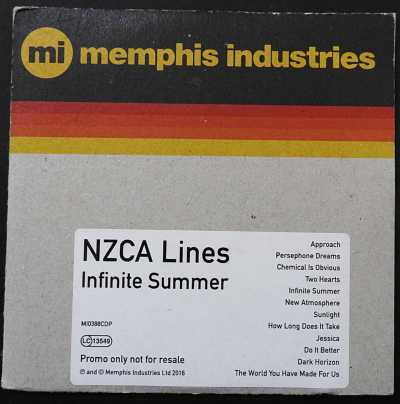 mi memphis industries
NZCA Lines
Infinite Summer
MI0388CDP
LC 13549
Promo only not for resale
℗ and © Memphis Industries Ltd 2016
Approach
Persephone Dreams
Chemical Is Obvious
Two Hearts
Infinite Summer
New Atmosphere
Sunlight
How Long Does It Take
Jessica
Do It Better
Dark Horizon
The World You Have Made For Us